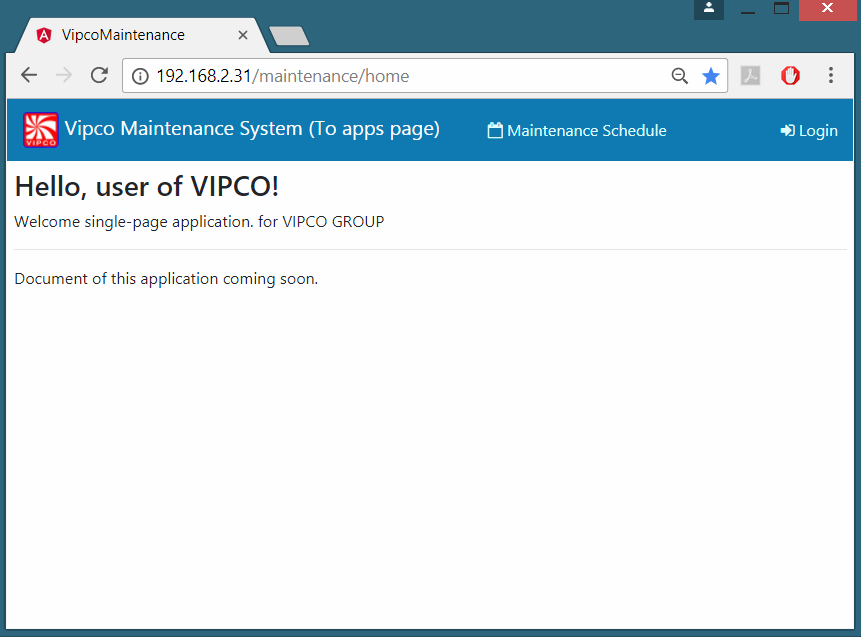 VipcoMaintenance
192.168.2.31/maintenance/home
VIPCO
Vipco Maintenance System (To apps page)
Maintenance Schedule
Login
Hello, user of VIPCO!
Welcome single-page application. for VIPCO GROUP
Document of this application coming soon.